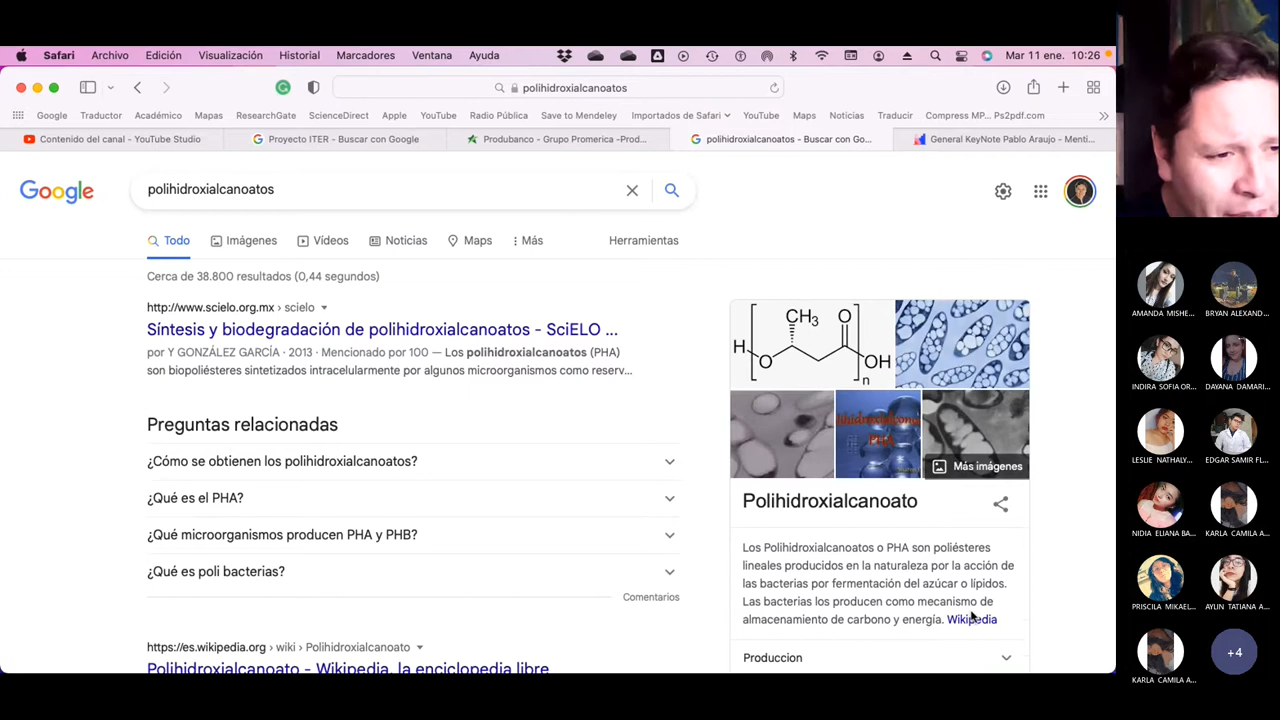 Safari Archivo Edición Visualización Historial Marcadores Ventana Ayuda Mar 11 ene. 10:26
polihidroxialcanoatos
Google Traductor Académico Mapas ResearchGate ScienceDirect Apple YouTube Radio Pública Save to Mendeley Importados de Safari YouTube Maps Noticias Traducir Compress MP... Ps2pdf.com
Contenido del canal - YouTube Studio
Proyecto ITER - Buscar con Google
Produbanco - Grupo Promerica -Prod...
polihidroxialcanoatos - Buscar con Go...
General KeyNote Pablo Araujo - Menti...
Google
polihidroxialcanoatos
Todo Imágenes Vídeos Noticias Maps Más Herramientas
Cerca de 38.800 resultados (0,44 segundos)
http://www.scielo.org.mx › scielo
Síntesis y biodegradación de polihidroxialcanoatos - SciELO ...
por Y GONZÁLEZ GARCÍA · 2013 · Mencionado por 100 — Los polihidroxialcanoatos (PHA)
son biopoliésteres sintetizados intracelularmente por algunos microorganismos como reserv...
Preguntas relacionadas
¿Cómo se obtienen los polihidroxialcanoatos?
¿Qué es el PHA?
¿Qué microorganismos producen PHA y PHB?
¿Qué es poli bacterias?
Comentarios
https://es.wikipedia.org › wiki › Polihidroxialcanoato
Polihidroxialcanoato - Wikipedia, la enciclopedia libre
CH3 O
H O OH
n
PHA
Más imágenes
Polihidroxialcanoato
Los Polihidroxialcanoatos o PHA son poliésteres
lineales producidos en la naturaleza por la acción de
las bacterias por fermentación del azúcar o lípidos.
Las bacterias los producen como mecanismo de
almacenamiento de carbono y energía. Wikipedia
Produccion
AMANDA MISHE...
BRYAN ALEXAND...
INDIRA SOFIA OR...
DAYANA DAMARI...
LESLIE NATHALY...
EDGAR SAMIR FL...
NIDIA ELIANA BA...
KARLA CAMILA A...
PRISCILA MIKAEL...
AYLIN TATIANA A...
KARLA CAMILA A...
+4